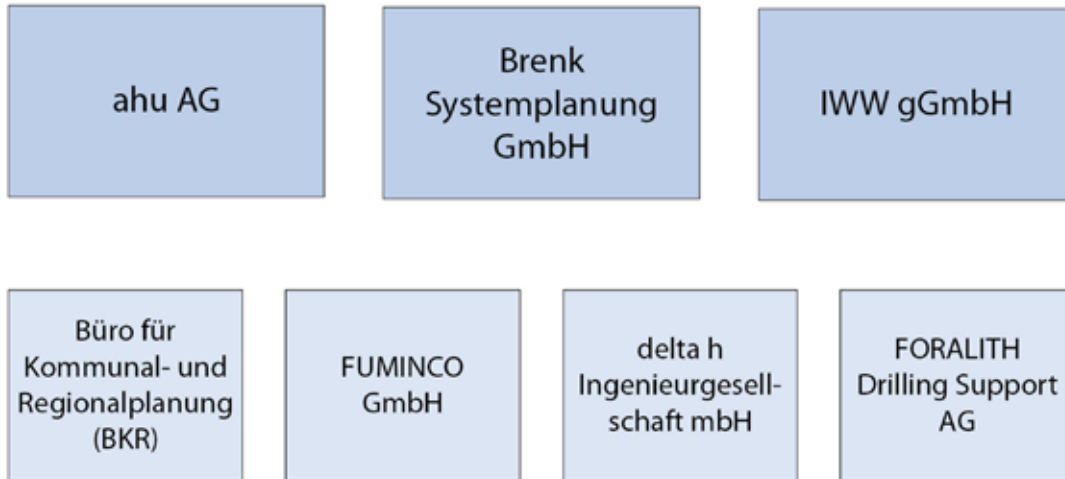 ahu AG
Brenk
Systemplanung
GmbH
IWW gGmbH
Büro für
Kommunal- und
Regionalplanung
(BKR)
FUMINCO
GmbH
delta h
Ingenieurgesell-
schaft mbH
FORALITH
Drilling Support
AG